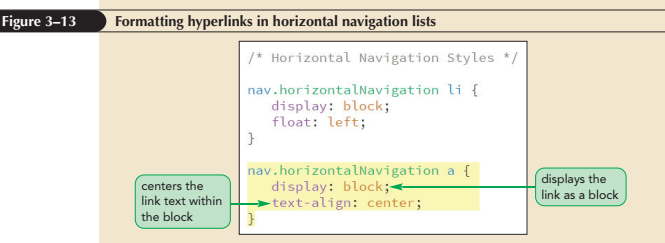 Figure 3–13
Formatting hyperlinks in horizontal navigation lists
/* Horizontal Navigation Styles */
nav.horizontalNavigation li {
display: block;
float: left;
}
nav.horizontalNavigation a {
display: block;
text-align: center;
}
centers the
link text within
the block
displays the
link as a block